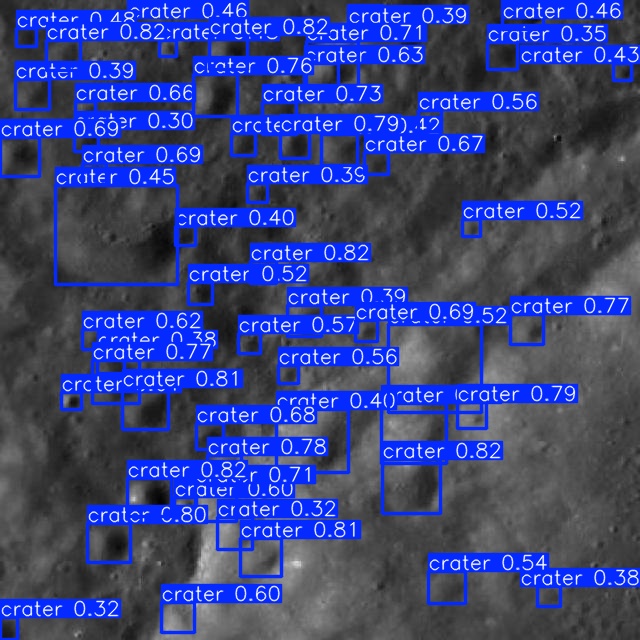 crater 0.46
crater 0.39
crater 0.46
crater 0.48
crater 0.82
crater 0.82
crater 0.71
crater 0.35
crater 0.63
crater 0.43
crater 0.39
crater 0.76
crater 0.66
crater 0.73
crater 0.56
crater 0.30
crater 0.69
crater 0.79
crater 0.67
crater 0.69
crater 0.45
crater 0.39
crater 0.40
crater 0.52
crater 0.82
crater 0.52
crater 0.39
crater 0.77
crater 0.69
crater 0.62
crater 0.57
crater 0.38
crater 0.77
crater 0.56
crater 0.81
crater 0.40
crater 0.79
crater 0.68
crater 0.78
crater 0.82
crater 0.82
crater 0.71
crater 0.60
crater 0.80
crater 0.32
crater 0.81
crater 0.54
crater 0.38
crater 0.60
crater 0.32